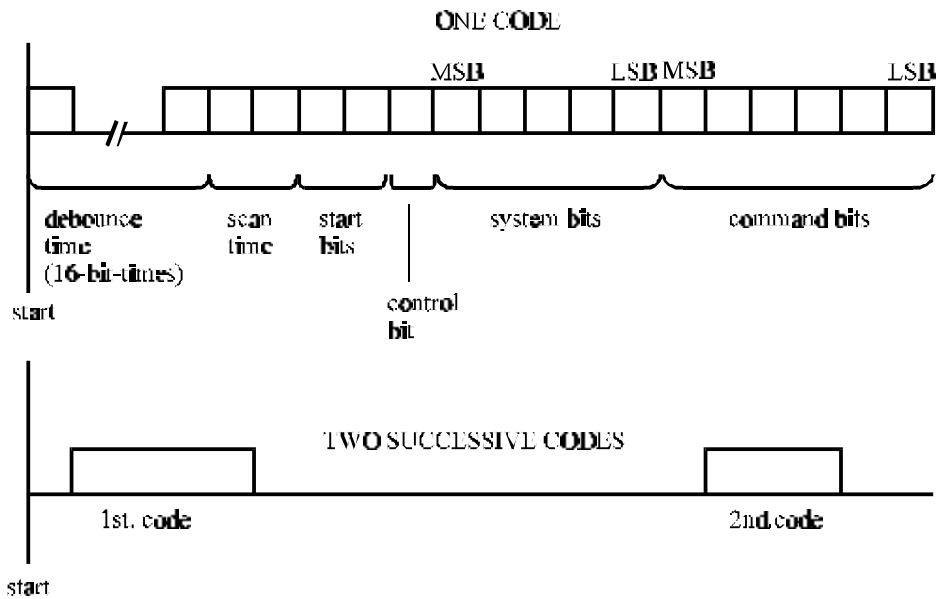 ONE CODE
MSB LSB MSB LSB
debounce
time
(16-bit-times)
scan
time
start
bits
system bits
command bits
control
bit
start
TWO SUCCESSIVE CODES
1st. code
2nd.code
start